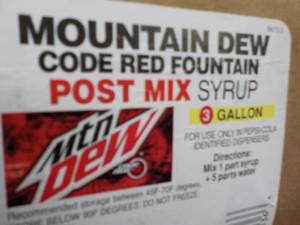 MOUNTAIN DEW
CODE RED FOUNTAIN
POST MIX SYRUP
3 GALLON
FOR USE ONLY IN PEPSI-COLA
IDENTIFIED DISPENSERS
Directions:
Mix 1 part syrup
+ 5 parts water
mtn
DEW
Recommended storage between 45F-70F degrees.
BELOW 90F DEGREES. DO NOT FREEZE.